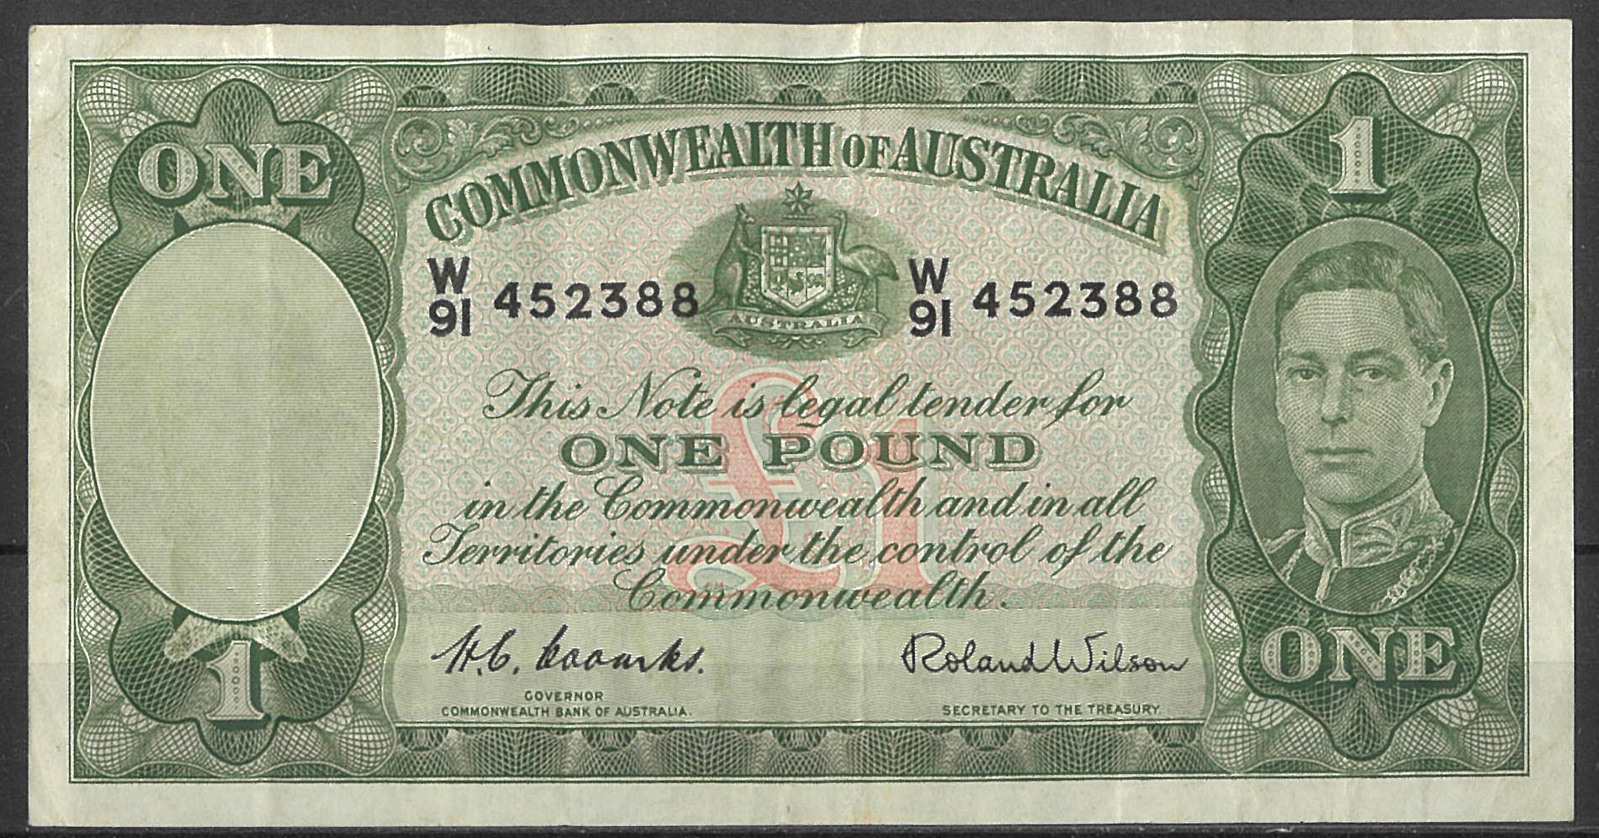 ONE
1
COMMONWEALTH OF AUSTRALIA
W
91 452388
W
91 452388
AUSTRALIA
This Note is legal tender for
ONE POUND
in the Commonwealth and in all
Territories under the control of the
Commonwealth.
£1
H.C. Coombs.
Roland Wilson
GOVERNOR
COMMONWEALTH BANK OF AUSTRALIA.
SECRETARY TO THE TREASURY.
1
ONE